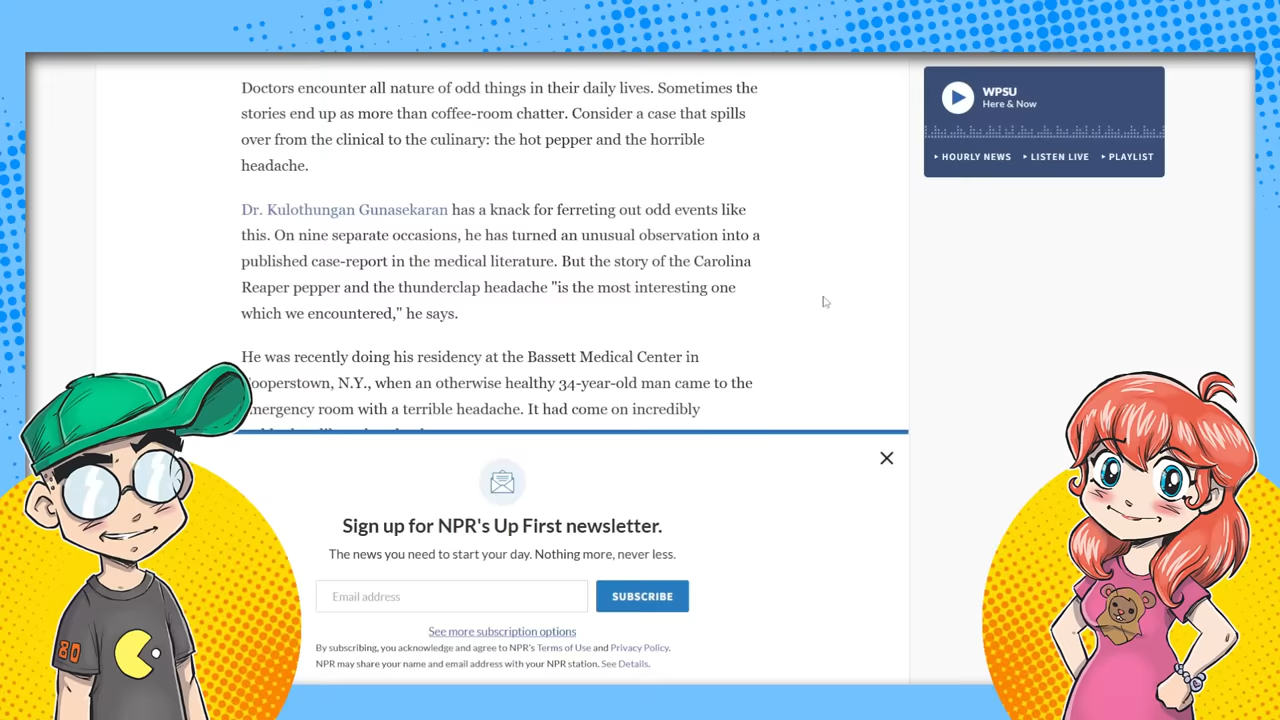 Doctors encounter all nature of odd things in their daily lives. Sometimes the
stories end up as more than coffee-room chatter. Consider a case that spills
over from the clinical to the culinary: the hot pepper and the horrible
headache.
Dr. Kulothungan Gunasekaran has a knack for ferreting out odd events like
this. On nine separate occasions, he has turned an unusual observation into a
published case-report in the medical literature. But the story of the Carolina
Reaper pepper and the thunderclap headache "is the most interesting one
which we encountered," he says.
He was recently doing his residency at the Bassett Medical Center in
ooperstown, N.Y., when an otherwise healthy 34-year-old man came to the
mergency room with a terrible headache. It had come on incredibly
WPSU
Here & Now
HOURLY NEWS LISTEN LIVE PLAYLIST
Sign up for NPR's Up First newsletter.
The news you need to start your day. Nothing more, never less.
Email address
SUBSCRIBE
See more subscription options
By subscribing, you acknowledge and agree to NPR's Terms of Use and Privacy Policy.
NPR may share your name and email address with your NPR station. See Details.
80